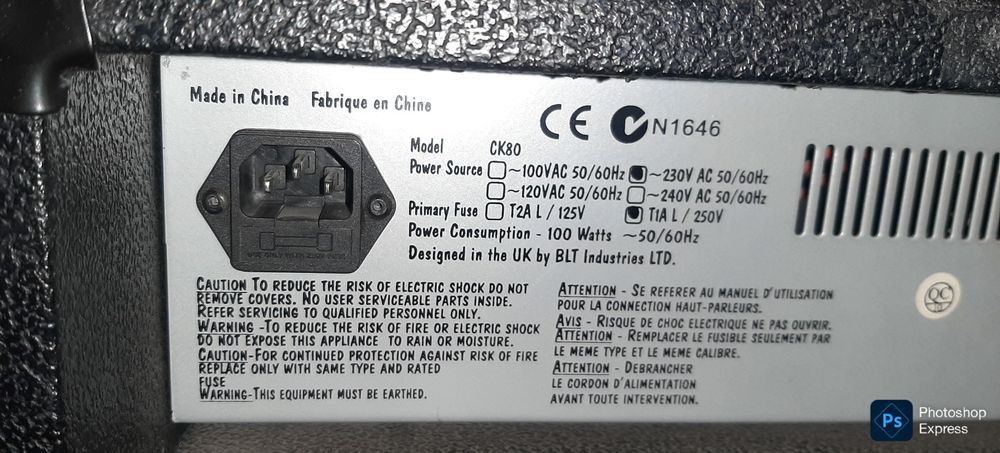 Made in China Fabrique en Chine
CE N1646
Model CK80
Power Source ~100VAC 50/60Hz ~230V AC 50/60Hz
~120VAC 50/60Hz ~240V AC 50/60Hz
Primary Fuse T2A L / 125V T1A L / 250V
Power Consumption - 100 Watts ~50/60Hz
Designed in the UK by BLT Industries LTD.
CAUTION TO REDUCE THE RISK OF ELECTRIC SHOCK DO NOT
REMOVE COVERS. NO USER SERVICEABLE PARTS INSIDE.
REFER SERVICING TO QUALIFIED PERSONNEL ONLY.
WARNING -TO REDUCE THE RISK OF FIRE OR ELECTRIC SHOCK
DO NOT EXPOSE THIS APPLIANCE TO RAIN OR MOISTURE.
CAUTION-FOR CONTINUED PROTECTION AGAINST RISK OF FIRE
REPLACE ONLY WITH SAME TYPE AND RATED
FUSE
WARNING-THIS EQUIPMENT MUST BE EARTHED.
ATTENTION - SE REFERER AU MANUEL D'UTILISATION
POUR LA CONNECTION HAUT-PARLEURS.
AVIS - RISQUE DE CHOC ELECTRIQUE NE PAS OUVRIR.
ATTENTION - REMPLACER LE FUSIBLE SEULEMENT PAR
LE MEME TYPE ET LE MEME CALIBRE.
ATTENTION - DEBRANCHER
LE CORDON D'ALIMENTATION
AVANT TOUTE INTERVENTION.
QC
Ps Photoshop
Express